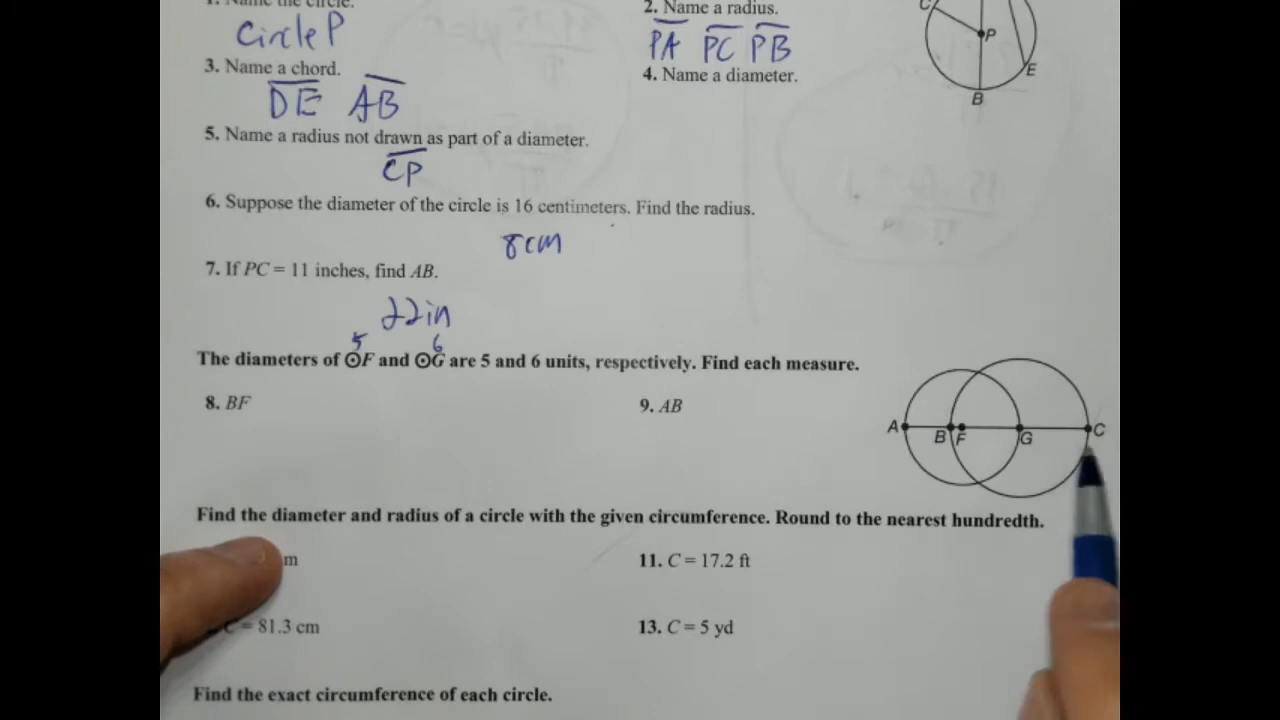 1. Name the circle.
2. Name a radius.
Circle P
PA PC PB
3. Name a chord.
4. Name a diameter.
DE AB
5. Name a radius not drawn as part of a diameter.
CP
6. Suppose the diameter of the circle is 16 centimeters. Find the radius.
8cm
7. If PC = 11 inches, find AB.
22in
5 6
The diameters of ⊙F and ⊙G are 5 and 6 units, respectively. Find each measure.
8. BF
9. AB
Find the diameter and radius of a circle with the given circumference. Round to the nearest hundredth.
m
11. C = 17.2 ft
C = 81.3 cm
13. C = 5 yd
Find the exact circumference of each circle.
C
P
E
B
A B F G C